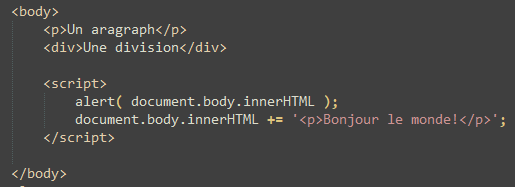 <body>
<p>Un aragraph</p>
<div>Une division</div>
<script>
alert( document.body.innerHTML );
document.body.innerHTML += '<p>Bonjour le monde!</p>';
</script>
</body>